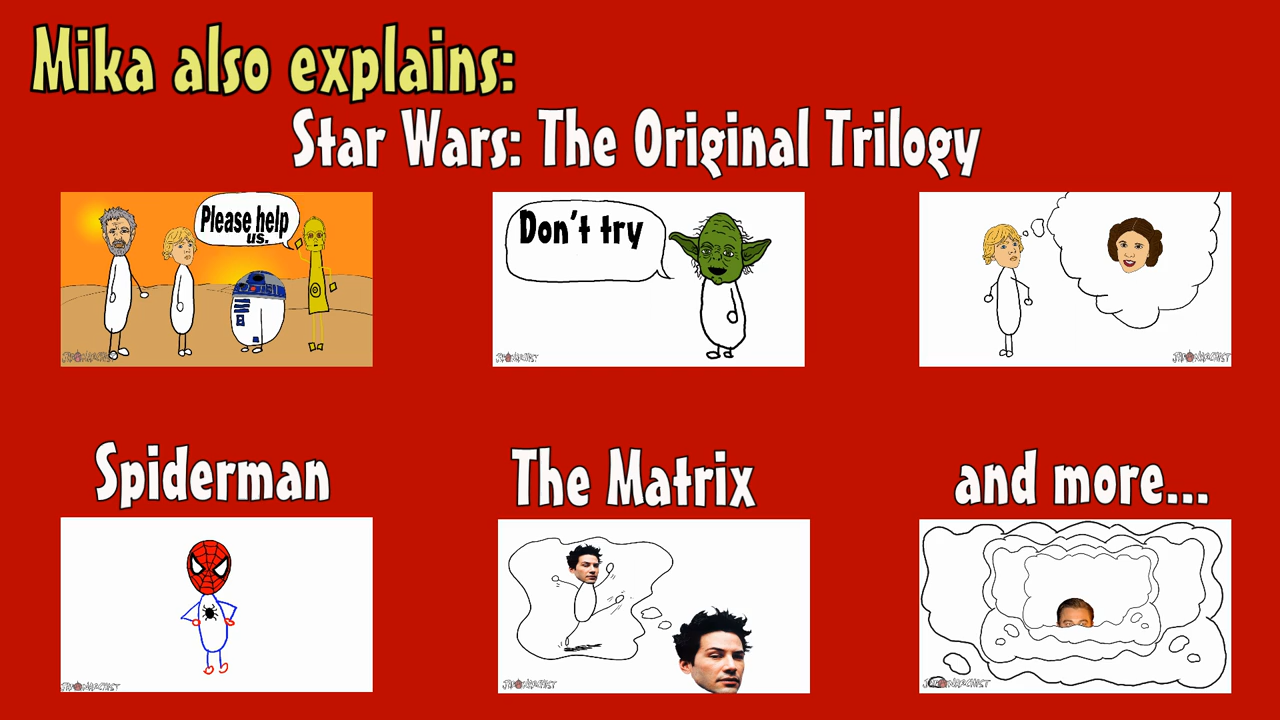 Mika also explains:
Star Wars: The Original Trilogy
Please help
us.
Don't try
Spiderman
The Matrix
and more...